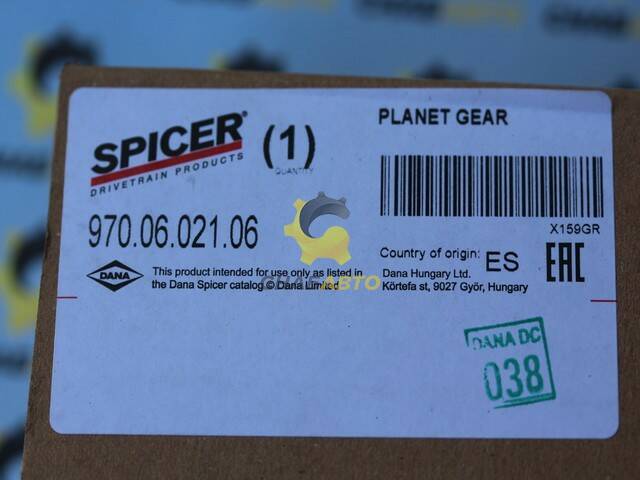 SPICER®
DRIVETRAIN PRODUCTS
(1)
QUANTITY
PLANET GEAR
970.06.021.06
X159GR
DANA
This product intended for use only as listed in
the Dana Spicer catalog © Dana Limited
Country of origin: ES
Dana Hungary Ltd.
Körtefa st, 9027 Győr, Hungary
EAC
DANA DC
038